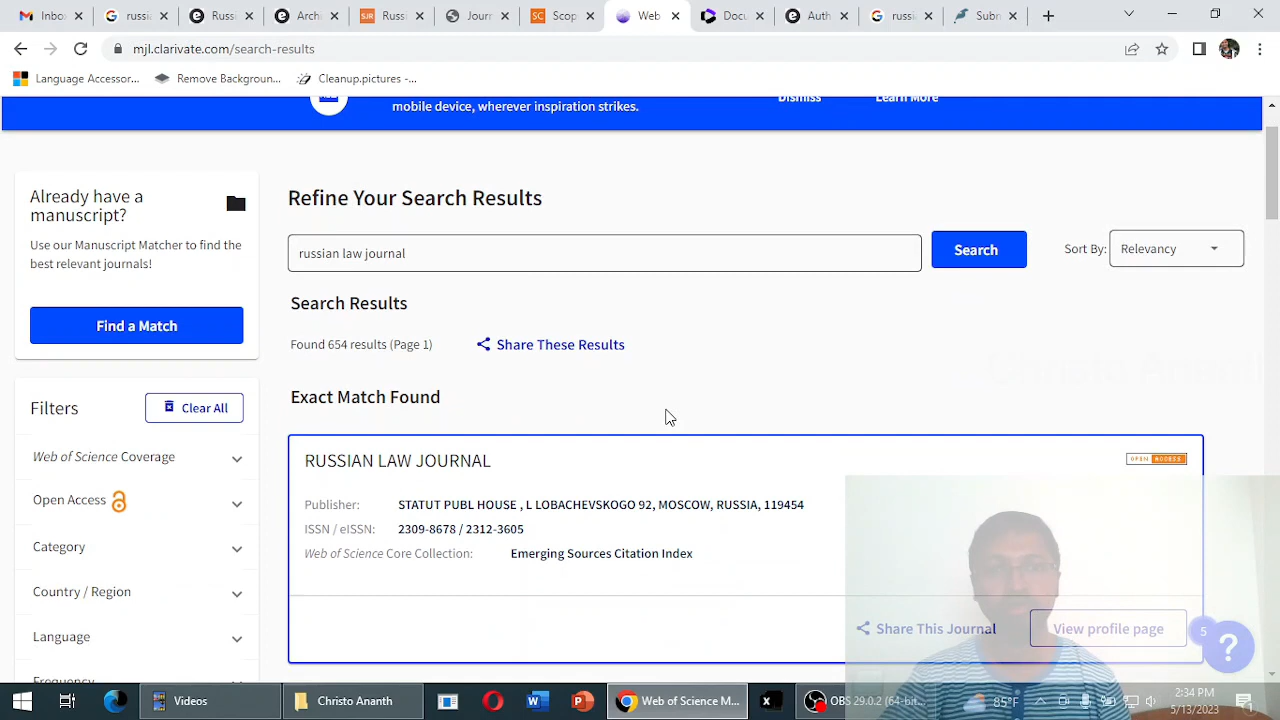 Inbo
russi
Russ
Arch
SJR
Russ
Journ
SC
Scop
Web
Docu
Auth
russi
Subn
mjl.clarivate.com/search-results
Language Accessor...
Remove Backgroun...
Cleanup.pictures -...
mobile device, wherever inspiration strikes.
Dismiss
Learn More
Already have a
manuscript?
Use our Manuscript Matcher to find the
best relevant journals!
Find a Match
Filters
Clear All
Web of Science Coverage
Open Access
Category
Country / Region
Language
Frequency
Refine Your Search Results
russian law journal
Search
Sort By:
Relevancy
Search Results
Found 654 results (Page 1)
Share These Results
Exact Match Found
RUSSIAN LAW JOURNAL
OPEN ACCESS
Publisher: STATUT PUBL HOUSE , L LOBACHEVSKOGO 92, MOSCOW, RUSSIA, 119454
ISSN / eISSN: 2309-8678 / 2312-3605
Web of Science Core Collection: Emerging Sources Citation Index
Share This Journal
View profile page
5
?
Videos
Christo Ananth
Web of Science M...
OBS 29.0.2 (64-bit...
85°F
2:34 PM
5/13/2023